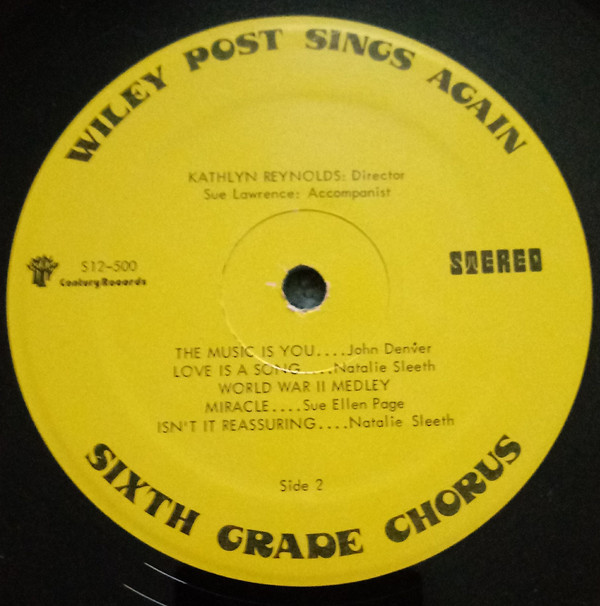 WILEY POST SINGS AGAIN
KATHLYN REYNOLDS: Director
Sue Lawrence: Accompanist
S12-500
Century Records
STEREO
THE MUSIC IS YOU....John Denver
LOVE IS A SONG....Natalie Sleeth
WORLD WAR II MEDLEY
MIRACLE....Sue Ellen Page
ISN'T IT REASSURING....Natalie Sleeth
Side 2
SIXTH GRADE CHORUS